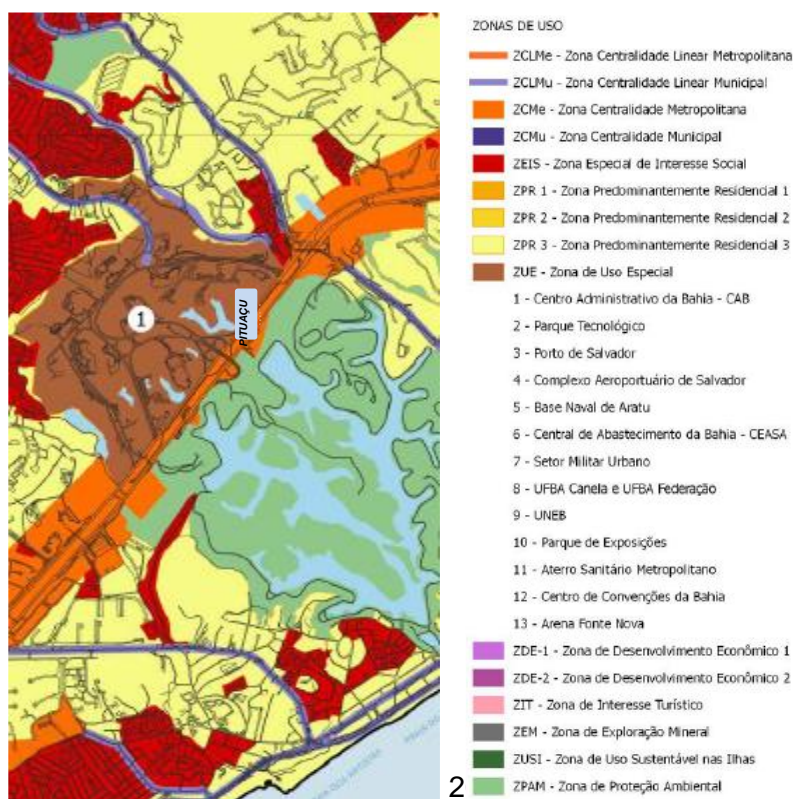 ZONAS DE USO
ZCLMe - Zona Centralidade Linear Metropolitana
ZCLMu - Zona Centralidade Linear Municipal
ZCMe - Zona Centralidade Metropolitana
ZCMu - Zona Centralidade Municipal
ZEIS - Zona Especial de Interesse Social
ZPR 1 - Zona Predominantemente Residencial 1
ZPR 2 - Zona Predominantemente Residencial 2
ZPR 3 - Zona Predominantemente Residencial 3
ZUE - Zona de Uso Especial
1 - Centro Administrativo da Bahia - CAB
2 - Parque Tecnológico
3 - Porto de Salvador
4 - Complexo Aeroportuário de Salvador
5 - Base Naval de Aratu
6 - Central de Abastecimento da Bahia - CEASA
7 - Setor Militar Urbano
8 - UFBA Canela e UFBA Federação
9 - UNEB
10 - Parque de Exposições
11 - Aterro Sanitário Metropolitano
12 - Centro de Convenções da Bahia
13 - Arena Fonte Nova
ZDE-1 - Zona de Desenvolvimento Econômico 1
ZDE-2 - Zona de Desenvolvimento Econômico 2
ZIT - Zona de Interesse Turístico
ZEM - Zona de Exploração Mineral
ZUSI - Zona de Uso Sustentável nas Ilhas
ZPAM - Zona de Proteção Ambiental
PITUAÇU
1
2